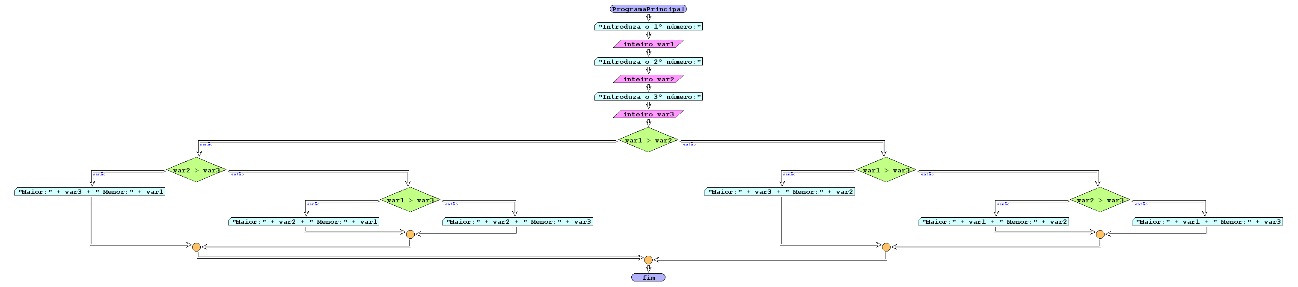 ProgramaPrincipal
"Introduza o 1º número:"
inteiro var1
"Introduza o 2º número:"
inteiro var2
"Introduza o 3º número:"
inteiro var3
var1 > var2
var2 > var3
var1 > var3
"Maior:" + var3 + " Menor:" + var1
var1 > var3
"Maior:" + var3 + " Menor:" + var2
var2 > var3
"Maior:" + var2 + " Menor:" + var1
"Maior:" + var2 + " Menor:" + var3
"Maior:" + var1 + " Menor:" + var2
"Maior:" + var1 + " Menor:" + var3
fim